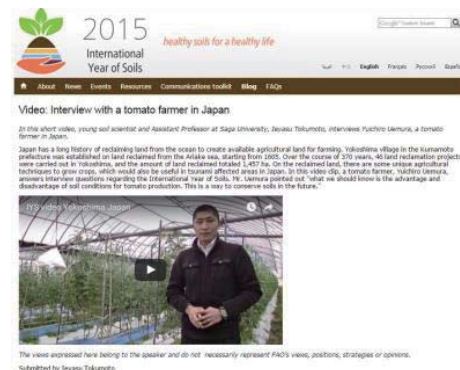 2015
International
Year of Soils
healthy soils for a healthy life
Google™ Custom Search
English Français Русский Español
About News Events Resources Communications toolkit Blog FAQs
Video: Interview with a tomato farmer in Japan
In this short video, young soil scientist and Assistant Professor at Saga University, Ieyasu Tokumoto, interviews Yuichiro Uemura, a tomato
farmer in Japan.
Japan has a long history of reclaiming land from the ocean to create available agricultural land for farming. Yokoshima village in the Kumamoto
prefecture was established on land reclaimed from the Ariake sea, starting from 1605. Over the course of 370 years, 46 land reclamation projects
were carried out in Yokoshima, and the amount of land reclaimed totaled 1,457 ha. On the reclaimed land, there are some unique agricultural
techniques to grow crops, which would also be useful in tsunami affected areas in Japan. In this video clip, a tomato farmer, Yuichiro Uemura,
answers interview questions regarding the International Year of Soils. Mr. Uemura pointed out "what we should know is the advantage and
disadvantage of soil conditions for tomato production. This is a way to conserve soils in the future."
IYS video Yokoshima Japan
The views expressed here belong to the speaker and do not necessarily represent FAO's views, positions, strategies or opinions.
Submitted by Ieyasu Tokumoto